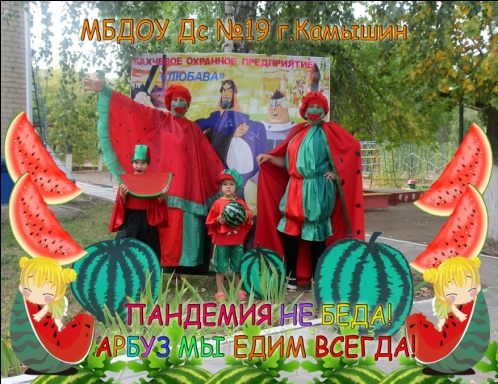 МБДОУ Дс №19 г.Камышин
БАХЧЕВОЕ ОХРАННОЕ ПРЕДПРИЯТИЕ
«ЛЮБАВА»
ПАНДЕМИЯ НЕ БЕДА!
АРБУЗ МЫ ЕДИМ ВСЕГДА!